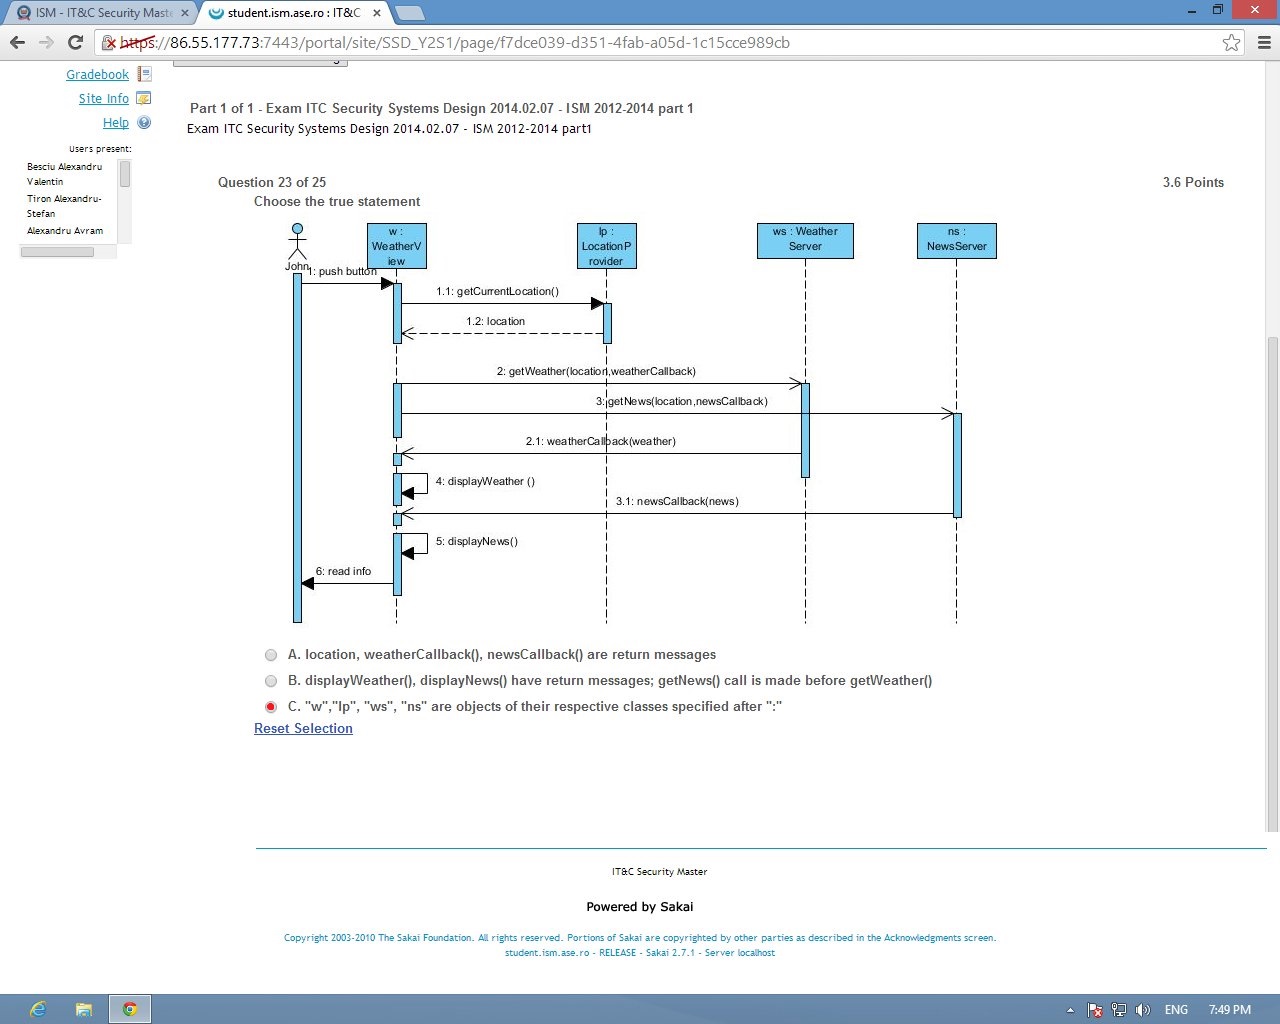 ISM - IT&C Security Maste
student.ism.ase.ro : IT&C
https://86.55.177.73:7443/portal/site/SSD_Y2S1/page/f7dce039-d351-4fab-a05d-1c15cce989cb
Gradebook
Site Info
Help
Users present:
Besciu Alexandru
Valentin
Tiron Alexandru-
Stefan
Alexandru Avram
Part 1 of 1 - Exam ITC Security Systems Design 2014.02.07 - ISM 2012-2014 part 1
Exam ITC Security Systems Design 2014.02.07 - ISM 2012-2014 part1
Question 23 of 25
3.6 Points
Choose the true statement
w :
WeatherV
iew
lp :
LocationP
rovider
ws : Weather
Server
ns :
NewsServer
John
1: push button
1.1: getCurrentLocation()
1.2: location
2: getWeather(location,weatherCallback)
3: getNews(location,newsCallback)
2.1: weatherCallback(weather)
4: displayWeather ()
3.1: newsCallback(news)
5: displayNews()
6: read info
A. location, weatherCallback(), newsCallback() are return messages
B. displayWeather(), displayNews() have return messages; getNews() call is made before getWeather()
C. "w","lp", "ws", "ns" are objects of their respective classes specified after ":"
Reset Selection
IT&C Security Master
Powered by Sakai
Copyright 2003-2010 The Sakai Foundation. All rights reserved. Portions of Sakai are copyrighted by other parties as described in the Acknowledgments screen.
student.ism.ase.ro - RELEASE - Sakai 2.7.1 - Server localhost
ENG
7:49 PM